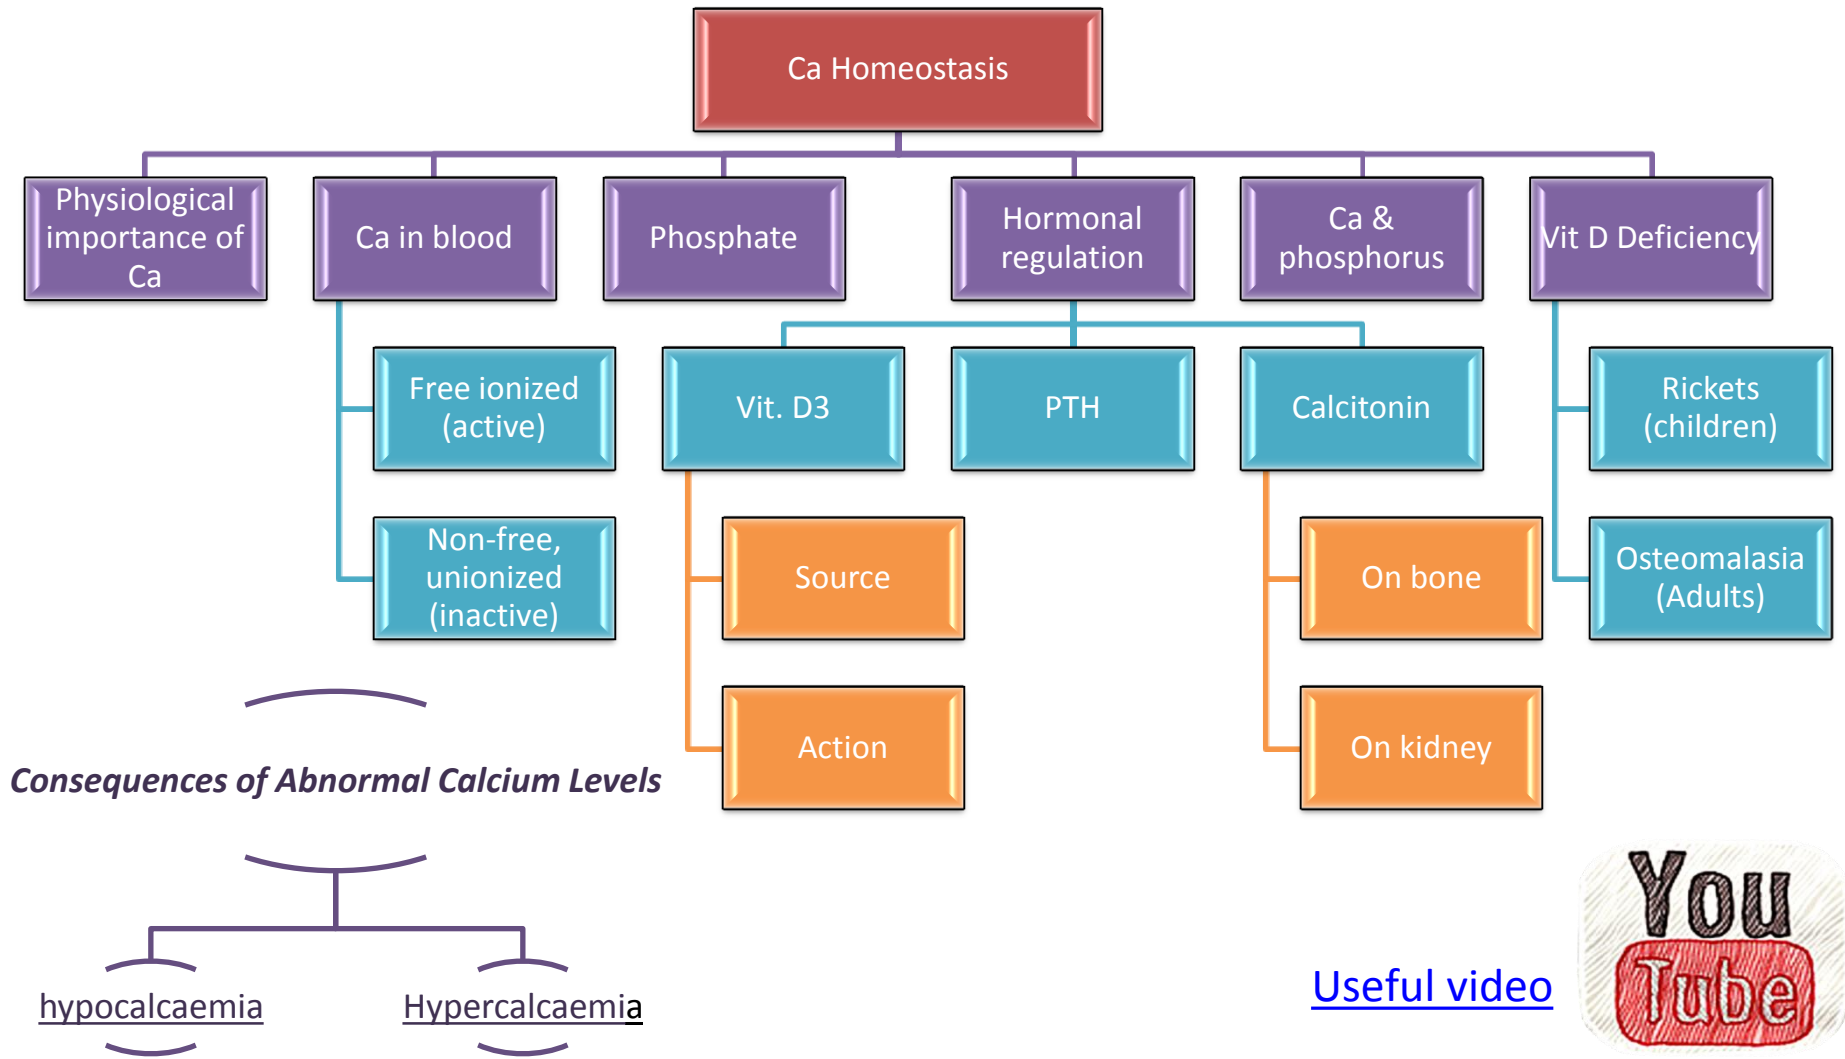 Ca Homeostasis
Physiological
importance of
Ca
Ca in blood
Phosphate
Hormonal
regulation
Ca &
phosphorus
Vit D Deficiency
Free ionized
(active)
Non-free,
unionized
(inactive)
Vit. D3
PTH
Calcitonin
Rickets
(children)
Osteomalasia
(Adults)
Source
Action
On bone
On kidney
Consequences of Abnormal Calcium Levels
hypocalcaemia
Hypercalcaemia
Useful video
You
Tube